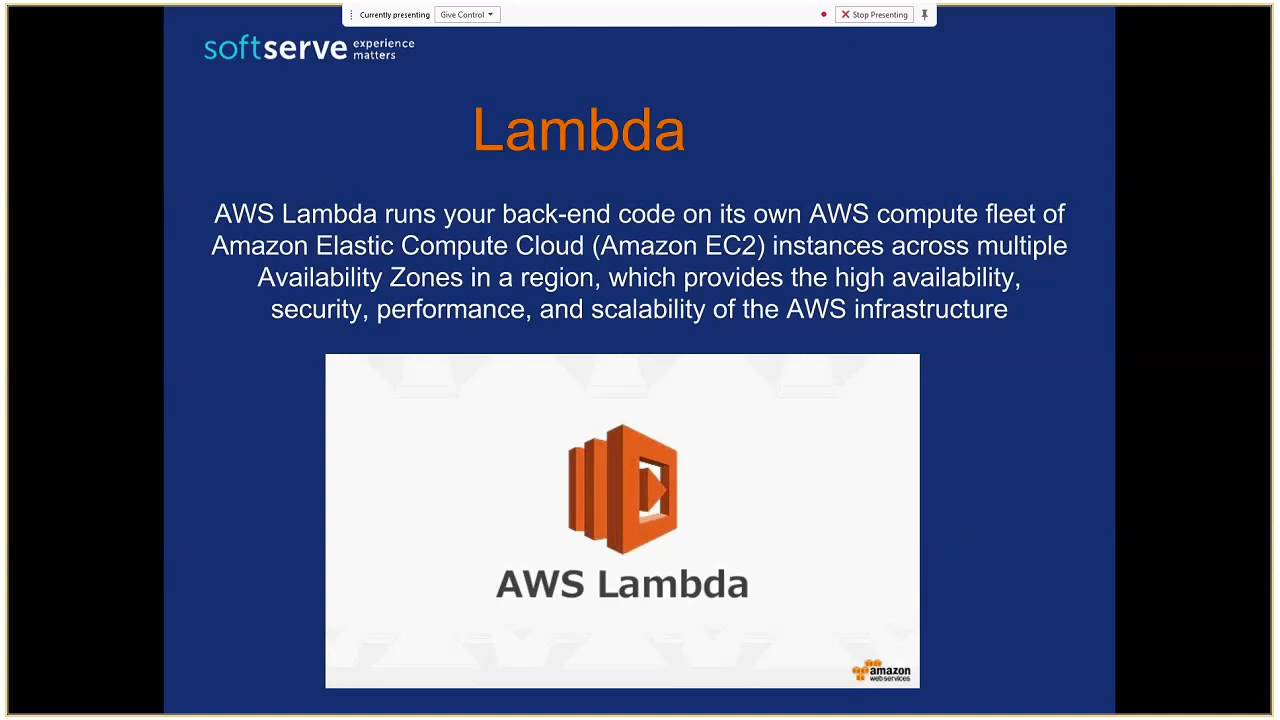 Currently presenting Give Control Stop Presenting
softserve experience matters
Lambda
AWS Lambda runs your back-end code on its own AWS compute fleet of
Amazon Elastic Compute Cloud (Amazon EC2) instances across multiple
Availability Zones in a region, which provides the high availability,
security, performance, and scalability of the AWS infrastructure
AWS Lambda
amazon
webservices